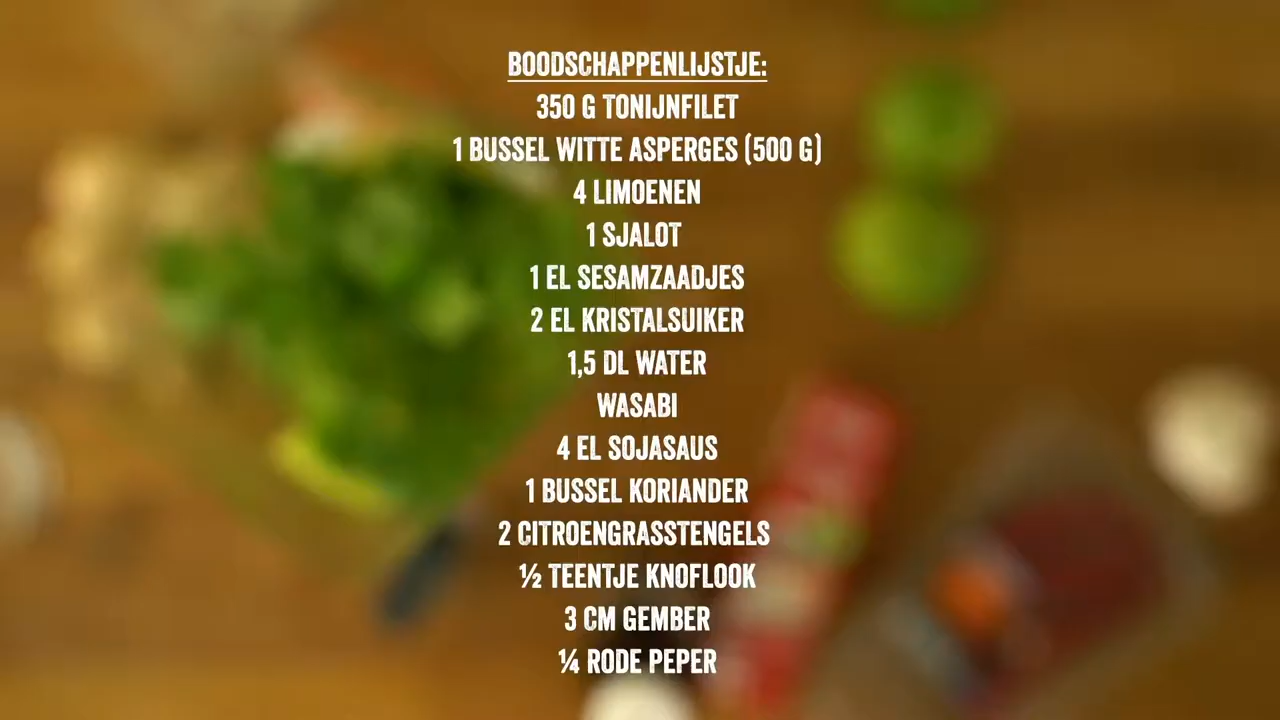 BOODSCHAPPENLIJSTJE:
350 G TONIJNFILET
1 BUSSEL WITTE ASPERGES (500 G)
4 LIMOENEN
1 SJALOT
1 EL SESAMZAADJES
2 EL KRISTALSUIKER
1,5 DL WATER
WASABI
4 EL SOJASAUS
1 BUSSEL KORIANDER
2 CITROENGRASSTENGELS
½ TEENTJE KNOFLOOK
3 CM GEMBER
¼ RODE PEPER